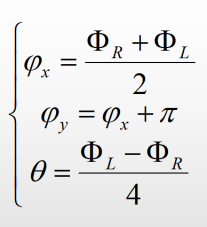 φ_x = (Φ_R + Φ_L) / 2
φ_y = φ_x + π
θ = (Φ_L − Φ_R) / 4